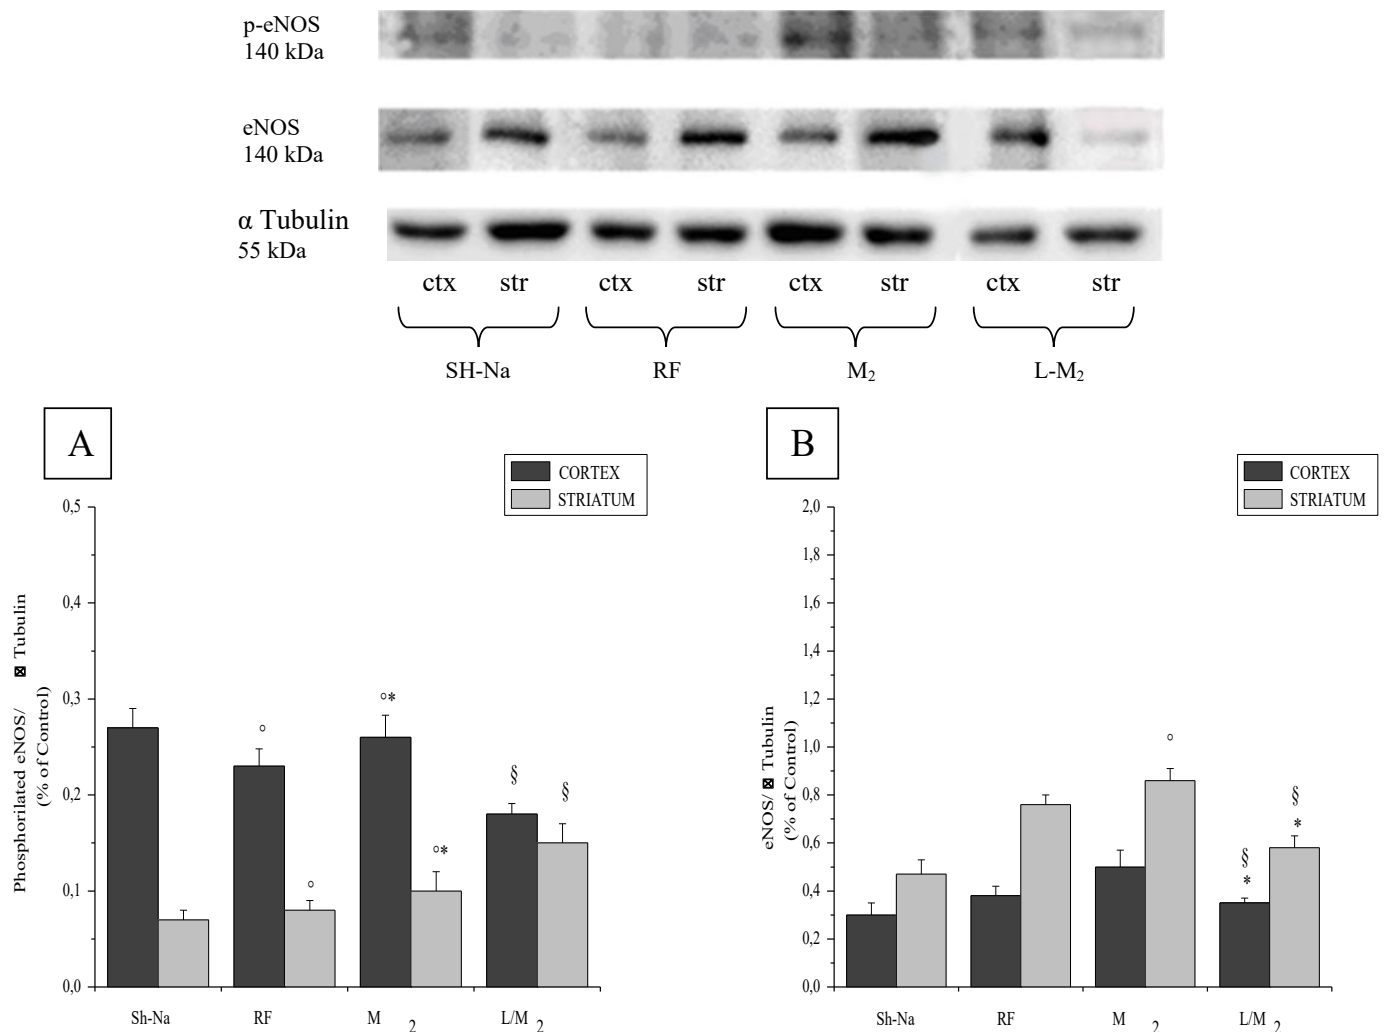 p-eNOS
140 kDa
eNOS
140 kDa
α Tubulin
55 kDa
ctx str ctx str ctx str ctx str
SH-Na RF M₂ L-M₂
A
CORTEX
STRIATUM
0,5
0,4
0,3
0,2
0,1
0,0
Phosphorilated eNOS/ ⊠ Tubulin
(% of Control)
°
°
°*
°*
§
§
Sh-Na RF M ₂ L/M ₂
B
CORTEX
STRIATUM
2,0
1,8
1,6
1,4
1,2
1,0
0,8
0,6
0,4
0,2
0,0
eNOS/ ⊠ Tubulin
(% of Control)
°
§
*
§
*
Sh-Na RF M ₂ L/M ₂